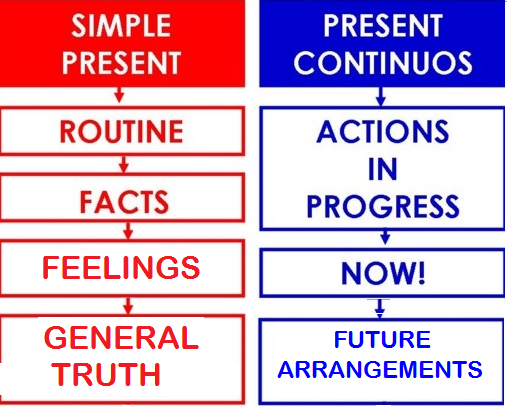 SIMPLE
PRESENT
ROUTINE
FACTS
FEELINGS
GENERAL
TRUTH
PRESENT
CONTINUOS
ACTIONS
IN
PROGRESS
NOW!
FUTURE
ARRANGEMENTS